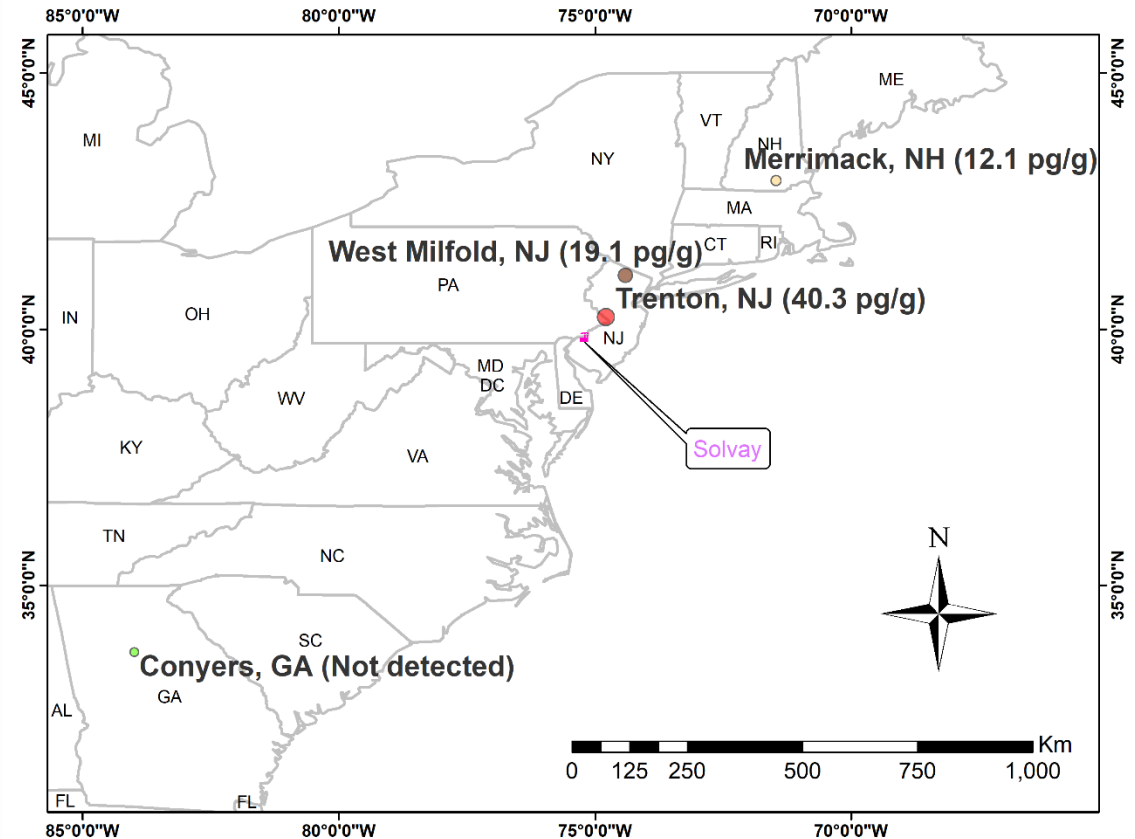 85°0'0"W 80°0'0"W 75°0'0"W 70°0'0"W
45°0'0"N 45°0'0"N
ME
MI
VT
NH
NY
Merrimack, NH (12.1 pg/g)
MA
CT RI
West Milfold, NJ (19.1 pg/g)
PA
Trenton, NJ (40.3 pg/g)
IN OH
40°0'0"N 40°0'0"N
NJ
MD
DC
WV DE
KY VA
Solvay
TN
NC
N
35°0'0"N 35°0'0"N
SC
Conyers, GA (Not detected)
GA
AL
Km
0 125 250 500 750 1,000
FL FL
85°0'0"W 80°0'0"W 75°0'0"W 70°0'0"W